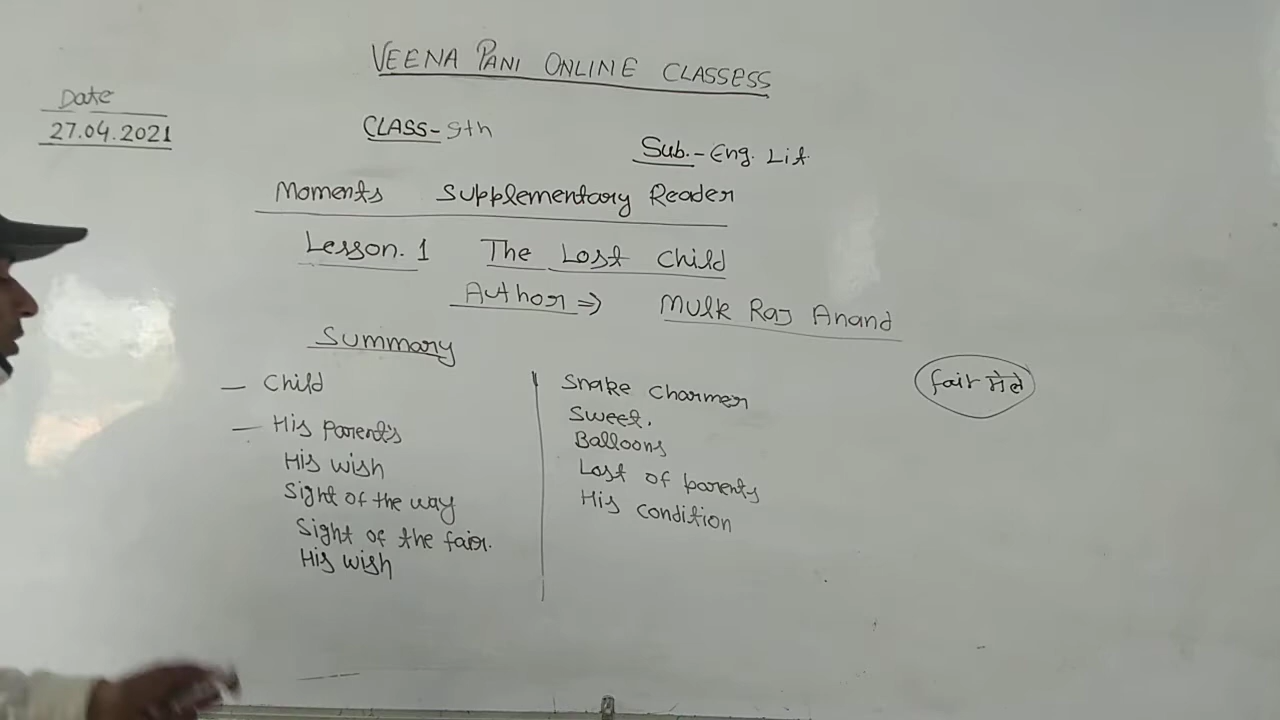 VEENA PANI ONLINE CLASSESS
Date
27.04.2021
CLASS-9th
Sub.-Eng. Lit.
Moments Supplementary Reader
Lesson. 1 The Lost Child
Author ⇒ Mulk Raj Anand
Summary
— Child
— His Parent's
His wish
Sight of the way
Sight of the fair.
His wish
Snake Charmer
Sweet.
Balloons
Lost of parents
His condition
fair मेले